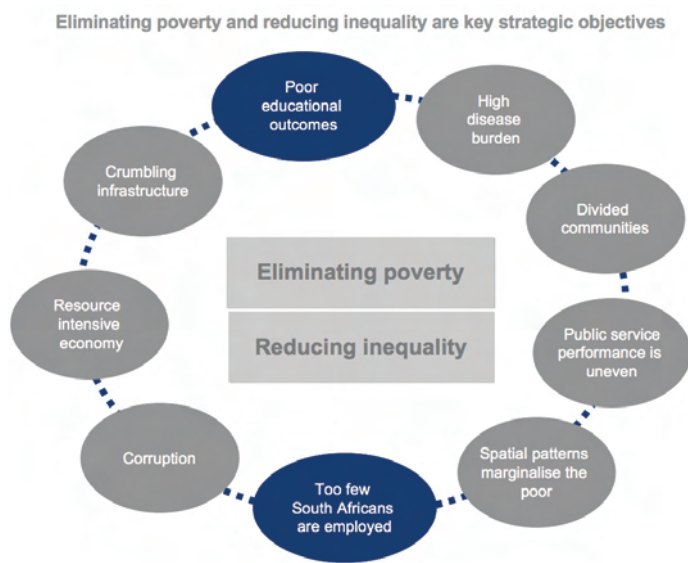 Eliminating poverty and reducing inequality are key strategic objectives
Poor
educational
outcomes
High
disease
burden
Crumbling
infrastructure
Divided
communities
Eliminating poverty
Resource
intensive
economy
Reducing inequality
Public service
performance is
uneven
Corruption
Spatial patterns
marginalise the
poor
Too few
South Africans
are employed